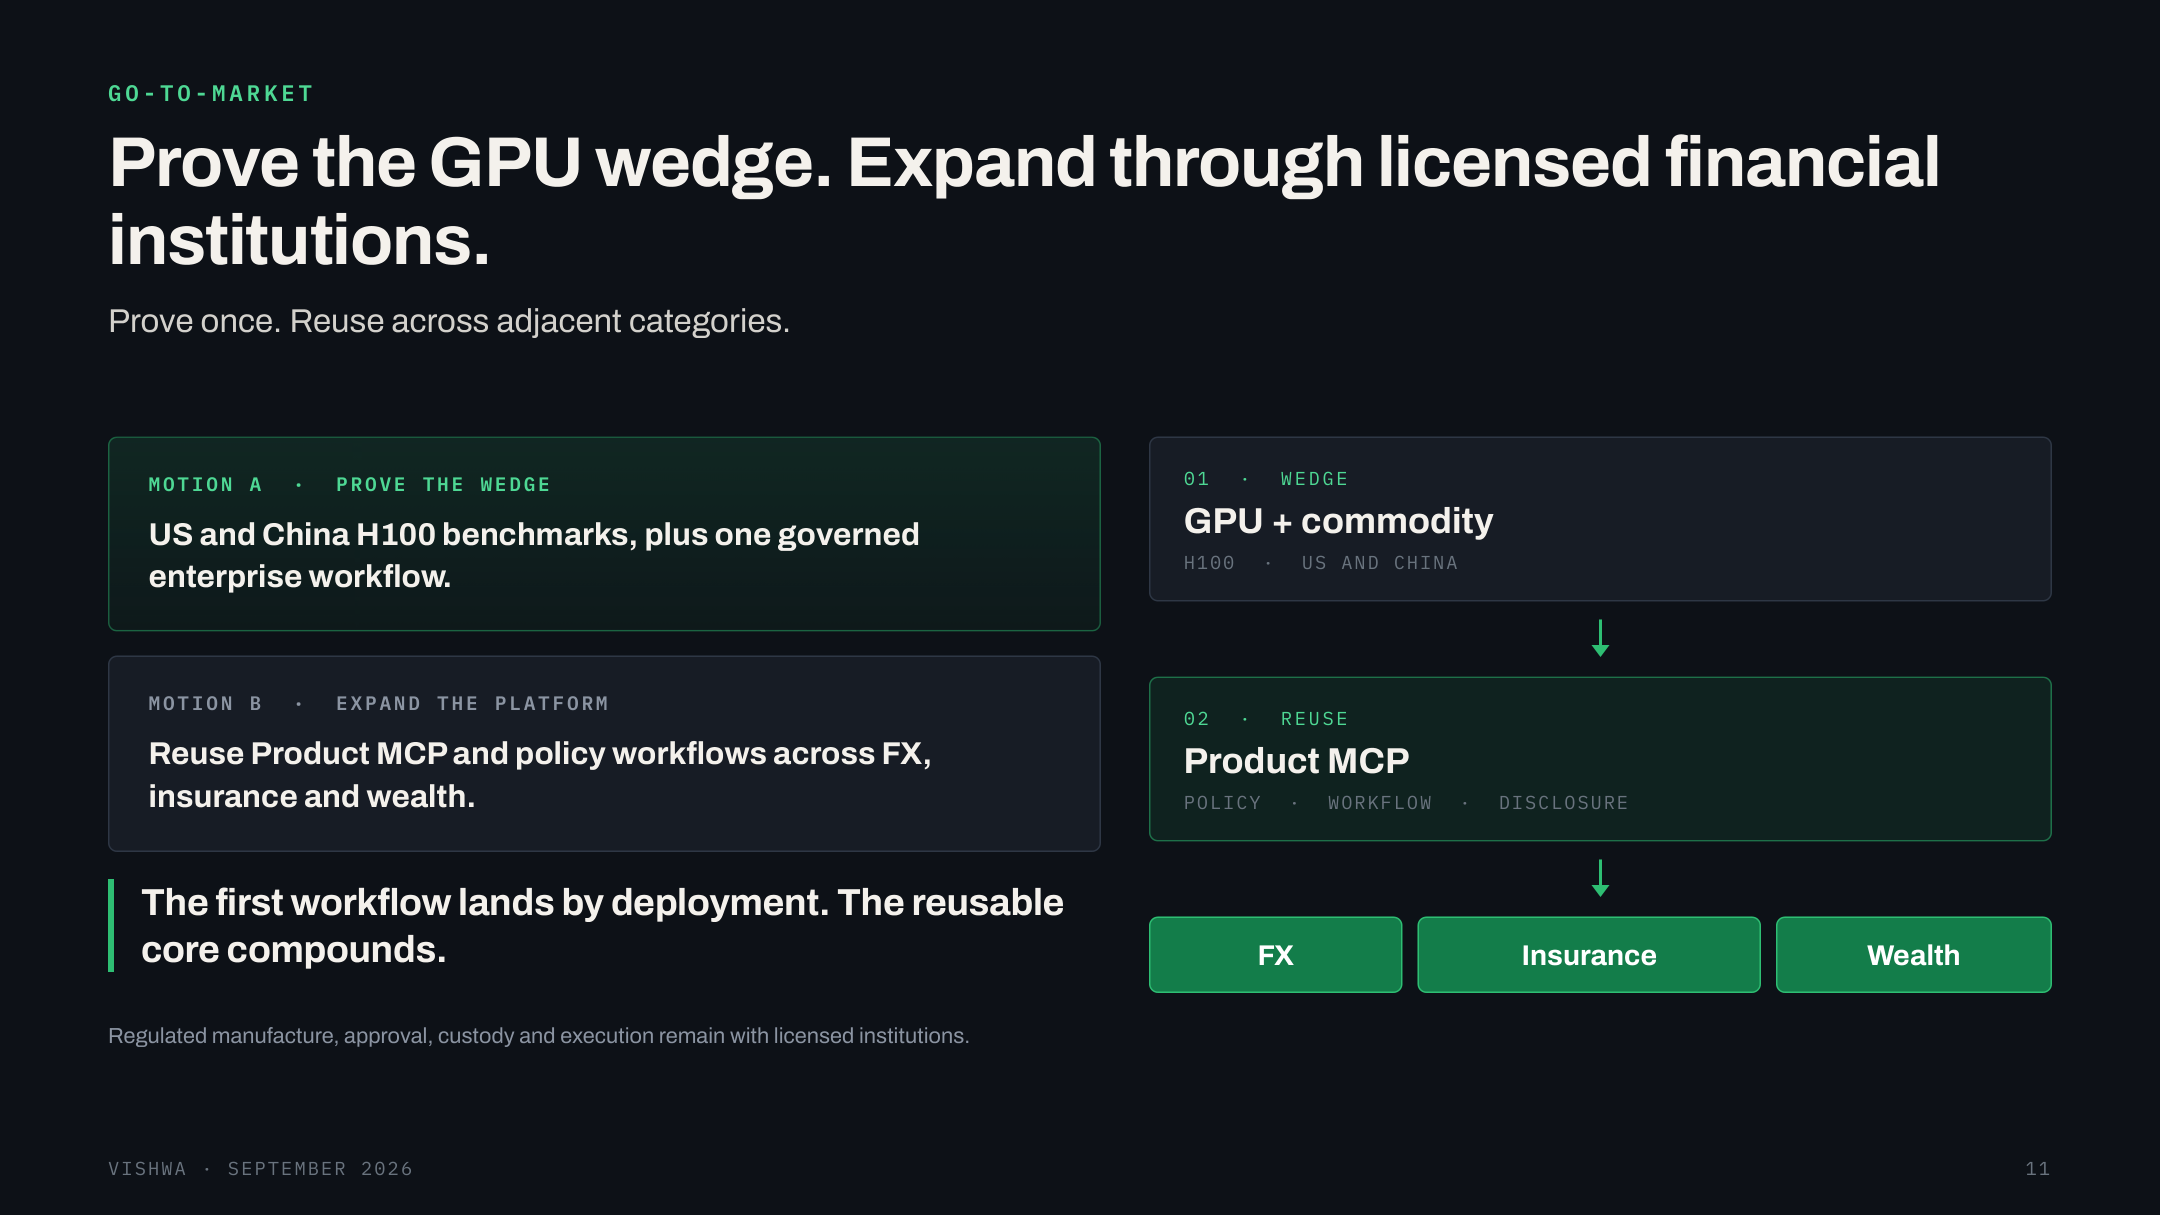 GO-TO-MARKET
Prove the GPU wedge. Expand through licensed financial
institutions.
Prove once. Reuse across adjacent categories.
MOTION A · PROVE THE WEDGE
US and China H100 benchmarks, plus one governed
enterprise workflow.
MOTION B · EXPAND THE PLATFORM
Reuse Product MCP and policy workflows across FX,
insurance and wealth.
The first workflow lands by deployment. The reusable
core compounds.
Regulated manufacture, approval, custody and execution remain with licensed institutions.
01 · WEDGE
GPU + commodity
H100 · US AND CHINA
02 · REUSE
Product MCP
POLICY · WORKFLOW · DISCLOSURE
FX
Insurance
Wealth
VISHWA · SEPTEMBER 2026
11